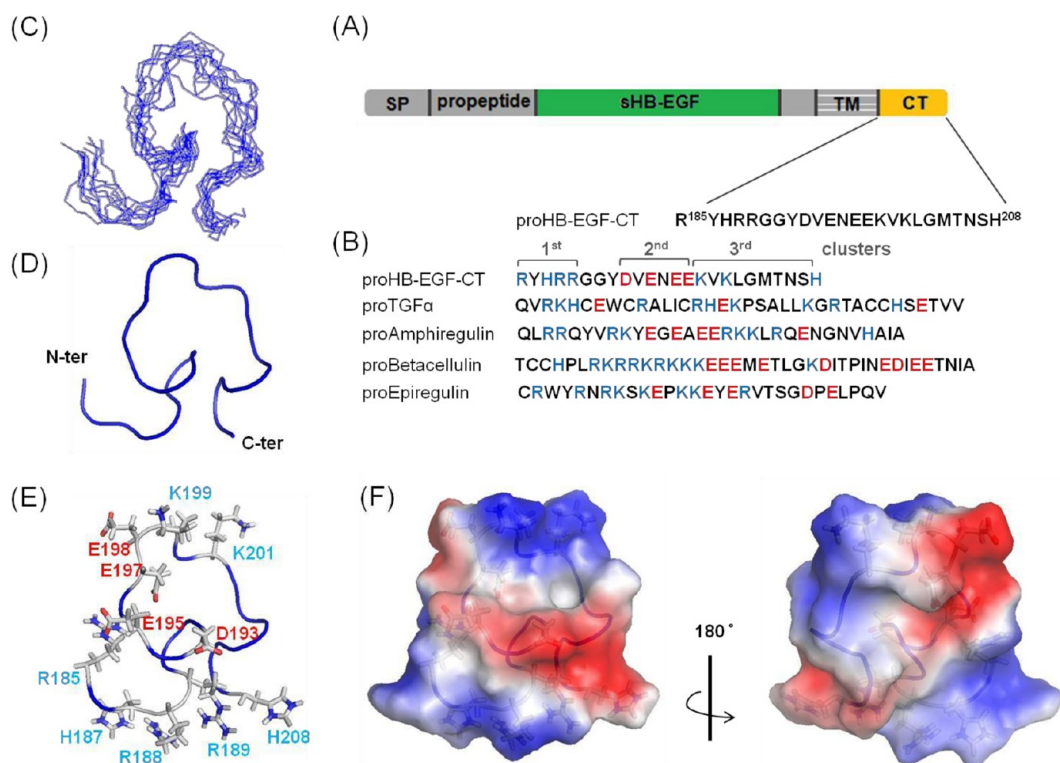 (C)
(A)
SP propeptide sHB-EGF TM CT
proHB-EGF-CT R¹⁸⁵YHRRGGYDVENEEKVKLGMTNSH²⁰⁸
(B)
1ˢᵗ 2ⁿᵈ 3ʳᵈ clusters
proHB-EGF-CT RYHRRGGYDVENEEKVKLGMTNSH
proTGFα QVRKHCEWCRALICRHEKPSALLKGRTACCHSETVV
proAmphiregulin QLRRQYVRKYEGEAEERKKLRQENGNVHAIA
proBetacellulin TCCHPLRKRRKRKKKEEEMETLGKDITPINEDIEETNIA
proEpiregulin CRWYRNRKSKEPKKEYERVTSGDPELPQV
(D)
N-ter
C-ter
(E)
K199
E198
K201
E197
E195
D193
R185
H187
R188
R189
H208
(F)
180°